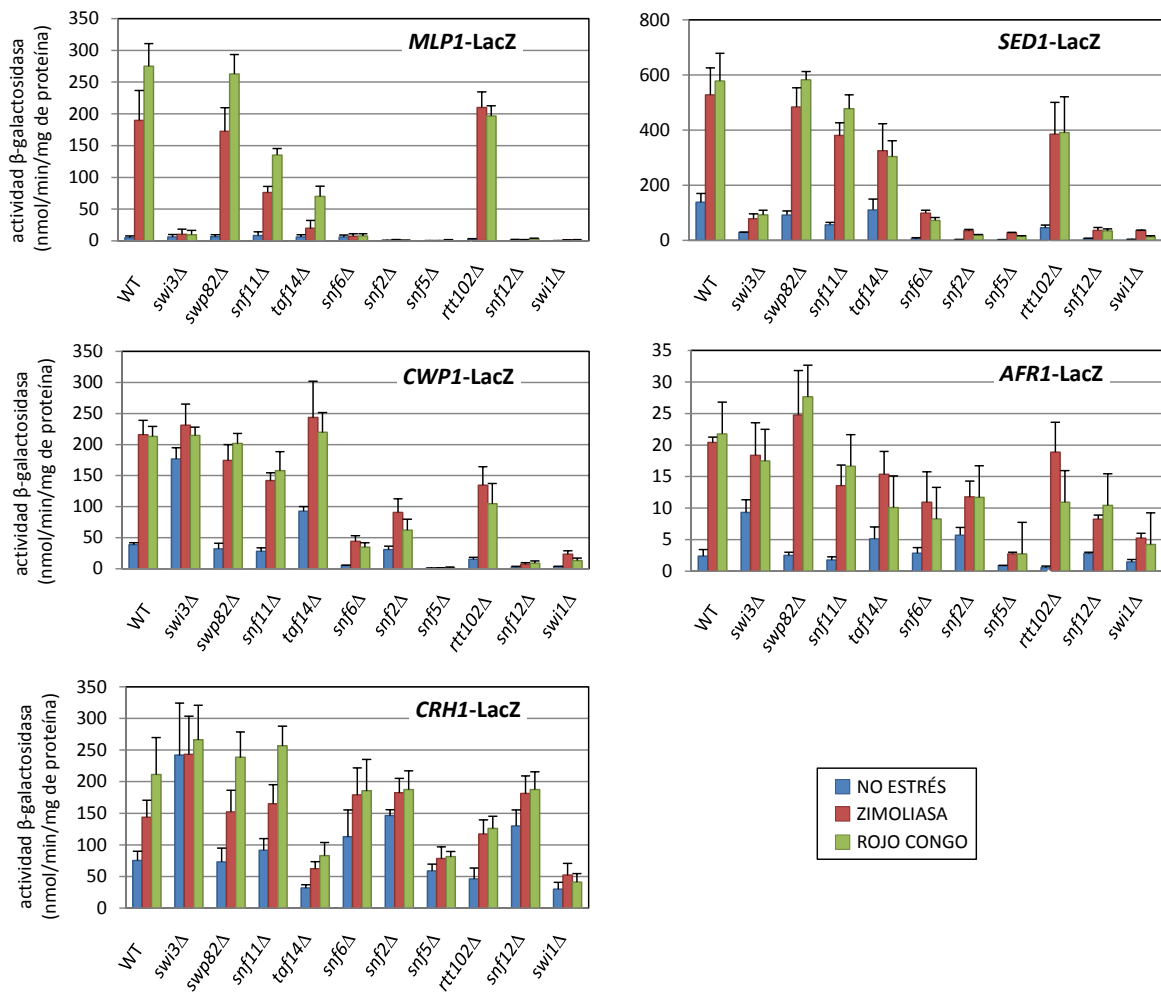 MLP1-LacZ
actividad β-galactosidasa
(nmol/min/mg de proteína)
350
300
250
200
150
100
50
0
WT
swi3Δ
swp82Δ
snf11Δ
taf14Δ
snf6Δ
snf2Δ
snf5Δ
rtt102Δ
snf12Δ
swi1Δ
SED1-LacZ
800
600
400
200
0
WT
swi3Δ
swp82Δ
snf11Δ
taf14Δ
snf6Δ
snf2Δ
snf5Δ
rtt102Δ
snf12Δ
swi1Δ
CWP1-LacZ
actividad β-galactosidasa
(nmol/min/mg de proteína)
350
300
250
200
150
100
50
0
WT
swi3Δ
swp82Δ
snf11Δ
taf14Δ
snf6Δ
snf2Δ
snf5Δ
rtt102Δ
snf12Δ
swi1Δ
AFR1-LacZ
35
30
25
20
15
10
5
0
WT
swi3Δ
swp82Δ
snf11Δ
taf14Δ
snf6Δ
snf2Δ
snf5Δ
rtt102Δ
snf12Δ
swi1Δ
CRH1-LacZ
actividad β-galactosidasa
(nmol/min/mg de proteína)
350
300
250
200
150
100
50
0
WT
swi3Δ
swp82Δ
snf11Δ
taf14Δ
snf6Δ
snf2Δ
snf5Δ
rtt102Δ
snf12Δ
swi1Δ
NO ESTRÉS
ZIMOLIASA
ROJO CONGO